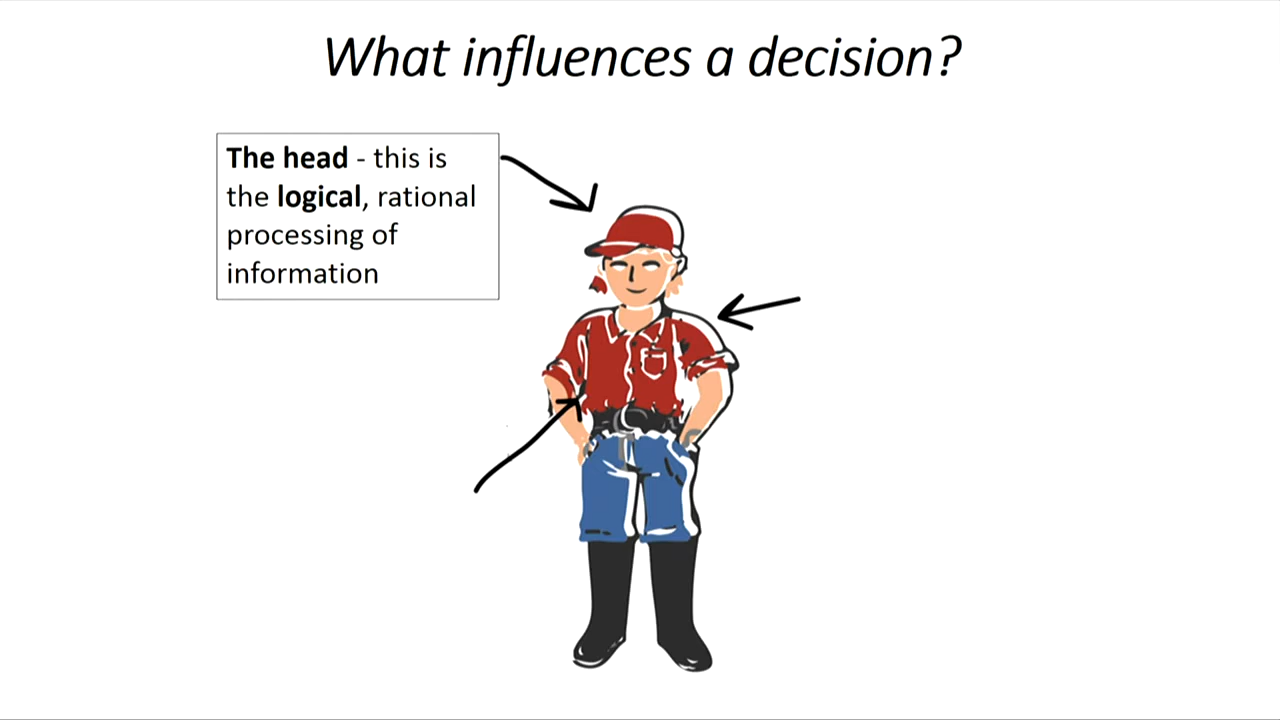 What influences a decision?
The head - this is
the logical, rational
processing of
information